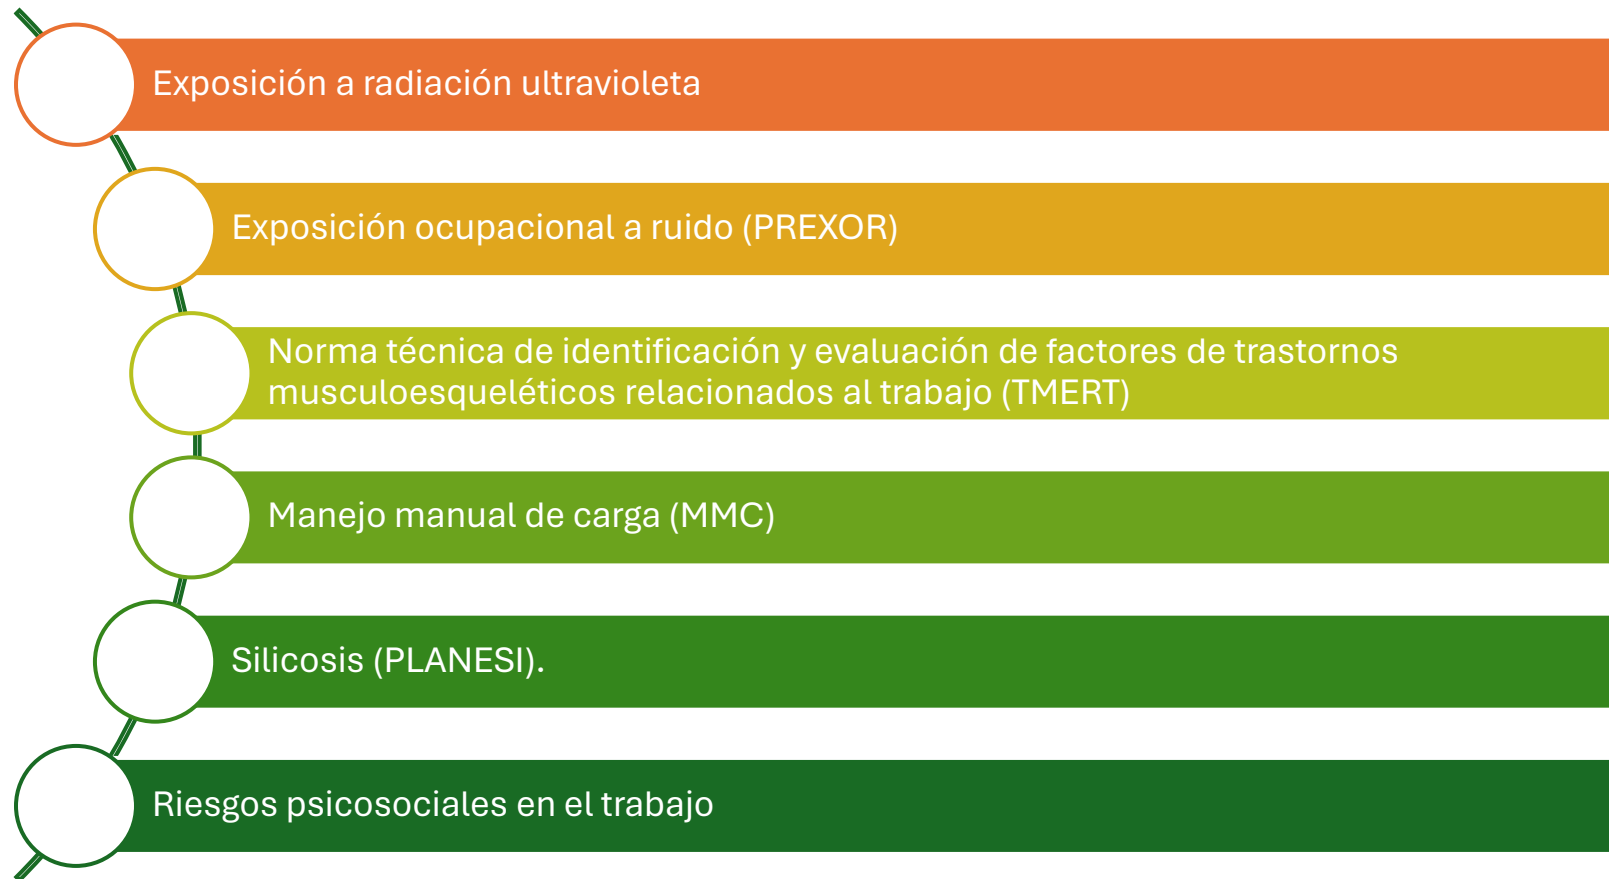 Exposición a radiación ultravioleta
Exposición ocupacional a ruido (PREXOR)
Norma técnica de identificación y evaluación de factores de trastornos
musculoesqueléticos relacionados al trabajo (TMERT)
Manejo manual de carga (MMC)
Silicosis (PLANESI).
Riesgos psicosociales en el trabajo